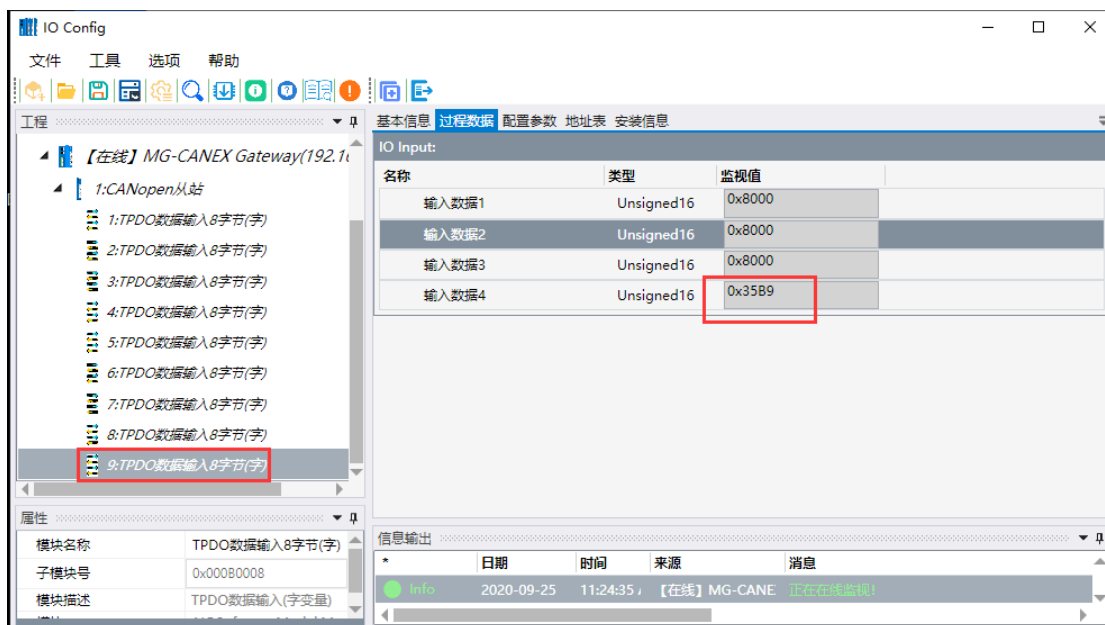 IO Config
文件 工具 选项 帮助
工程
【在线】MG-CANEX Gateway(192.1
1:CANopen从站
1:TPDO数据输入8字节(字)
2:TPDO数据输入8字节(字)
3:TPDO数据输入8字节(字)
4:TPDO数据输入8字节(字)
5:TPDO数据输入8字节(字)
6:TPDO数据输入8字节(字)
7:TPDO数据输入8字节(字)
8:TPDO数据输入8字节(字)
9:TPDO数据输入8字节(字)
基本信息 过程数据 配置参数 地址表 安装信息
IO Input:
名称 类型 监视值
输入数据1 Unsigned16 0x8000
输入数据2 Unsigned16 0x8000
输入数据3 Unsigned16 0x8000
输入数据4 Unsigned16 0x35B9
属性
模块名称 TPDO数据输入8字节(字)
子模块号 0x000B0008
模块描述 TPDO数据输入(字变量)
信息输出
* 日期 时间 来源 消息
Info 2020-09-25 11:24:35 【在线】MG-CANE 正在在线监视!